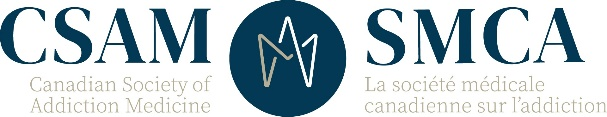 CSAM
Canadian Society of
Addiction Medicine
SMCA
La société médicale
canadienne sur l’addiction